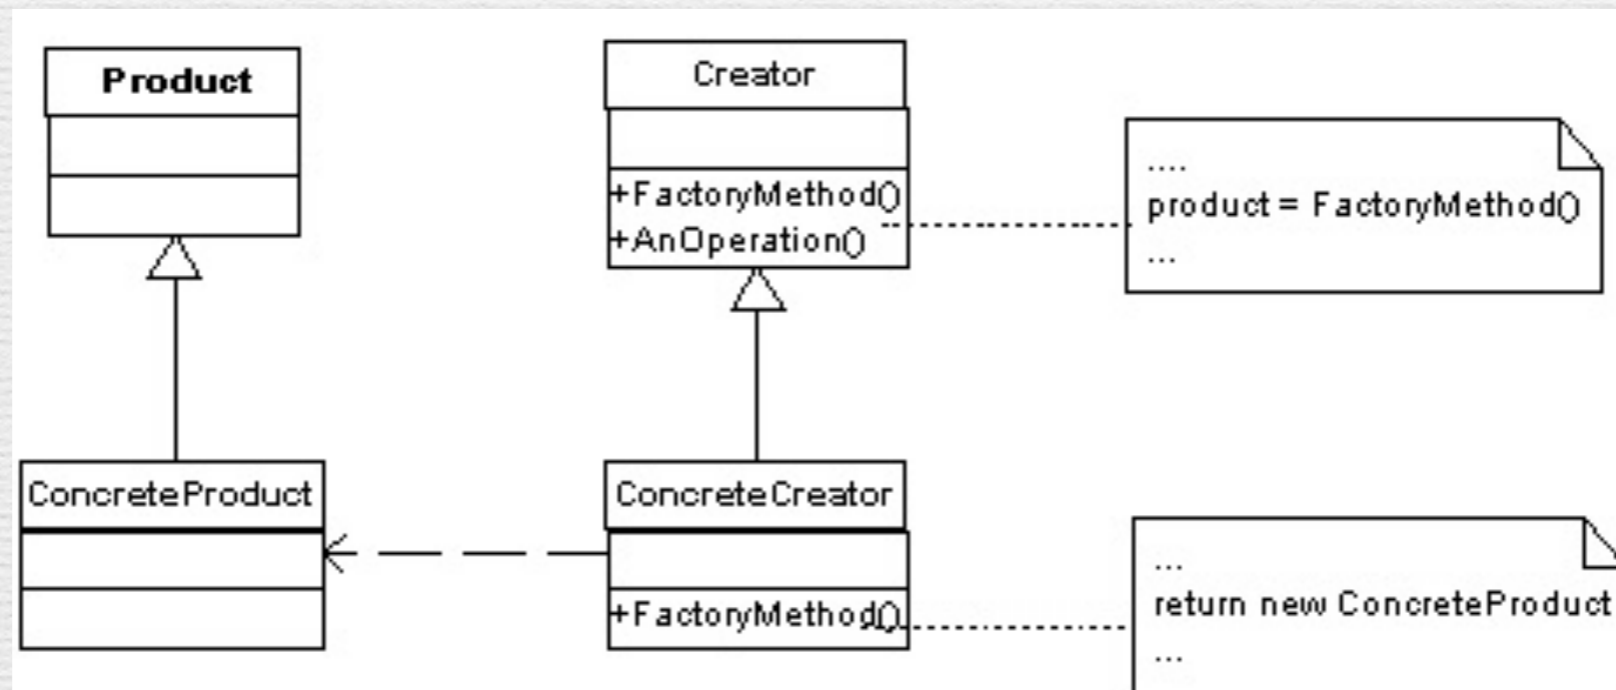 Product
Creator
+FactoryMethod()
+AnOperation()
....
product = FactoryMethod()
...
ConcreteProduct
ConcreteCreator
+FactoryMethod()
...
return new ConcreteProduct
...